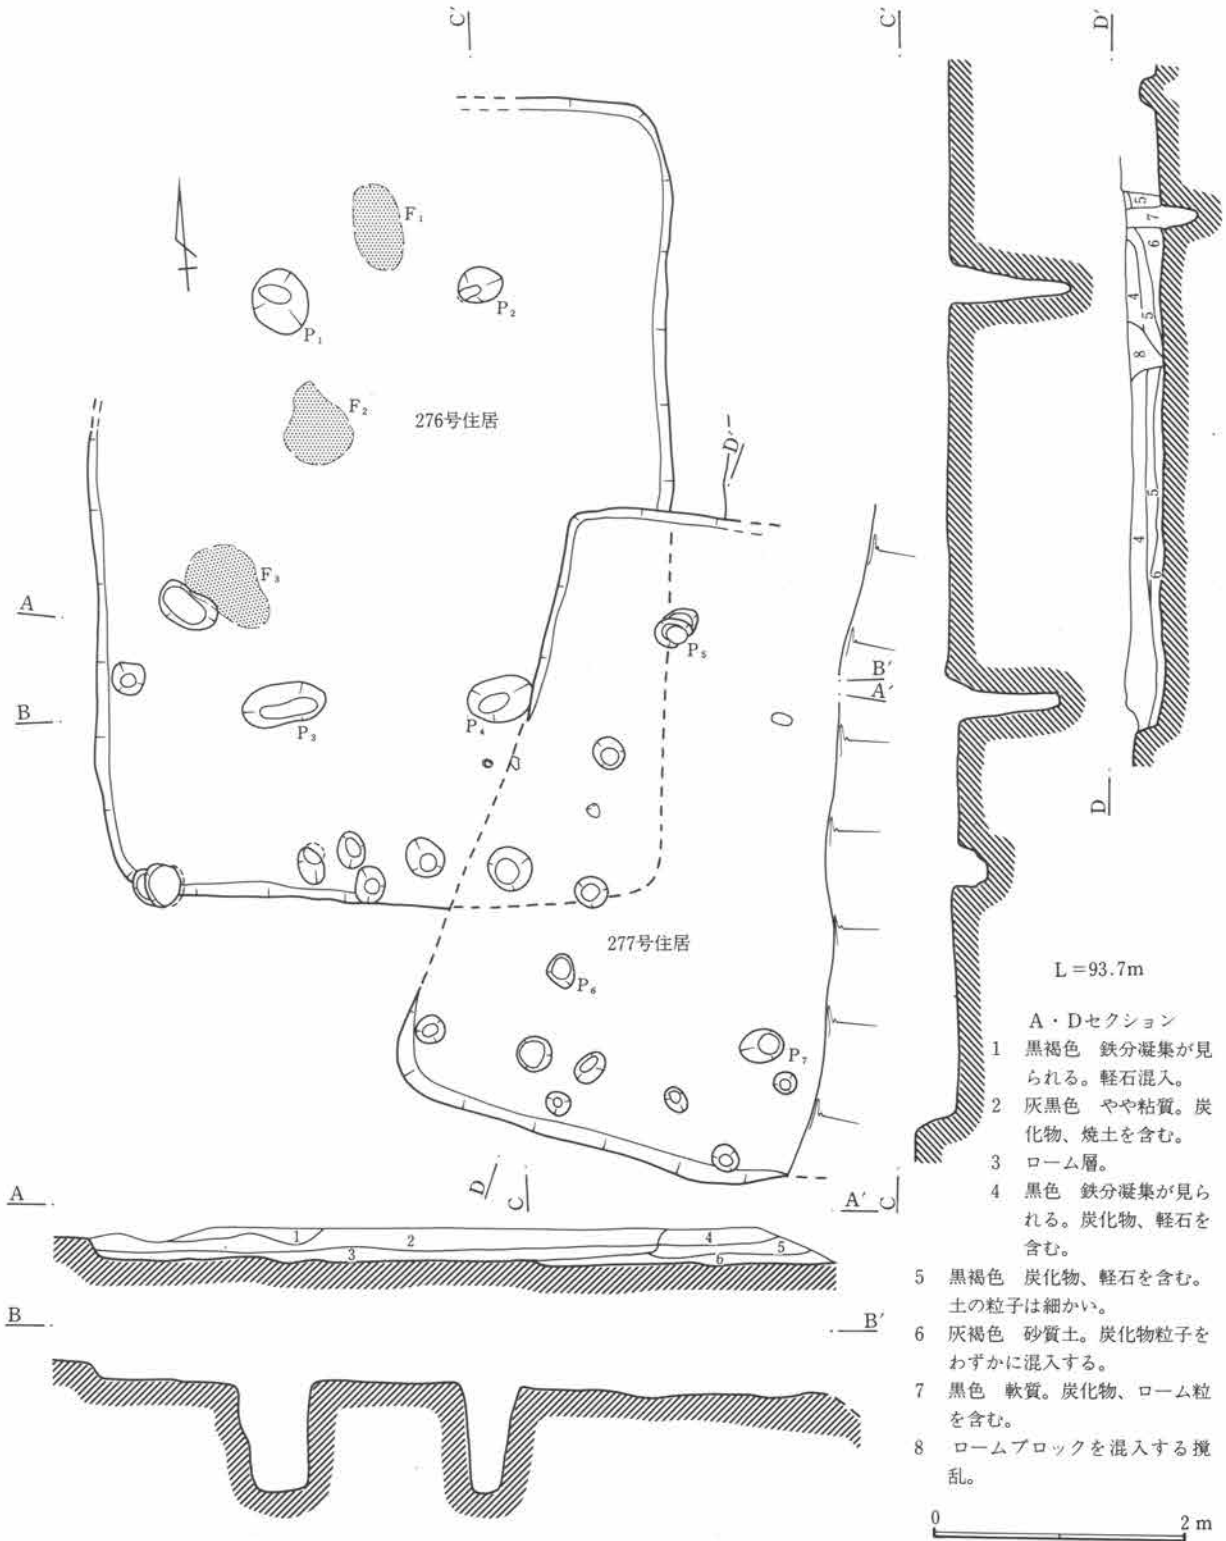 C′
C′
D′
F₁
P₁
P₂
F₂
276号住居
D′
F₃
A
P₅
B′
A′
B
P₃
P₄
277号住居
P₆
P₇
D
C
D
C
5
7
6
4
5
8
5
4
6
L=93.7m
A・Dセクション
1 黒褐色 鉄分凝集が見
られる。軽石混入。
2 灰黒色 やや粘質。炭
化物、焼土を含む。
3 ローム層。
4 黒色 鉄分凝集が見ら
れる。炭化物、軽石を
含む。
5 黒褐色 炭化物、軽石を含む。
土の粒子は細かい。
6 灰褐色 砂質土。炭化物粒子を
わずかに混入する。
7 黒色 軟質。炭化物、ローム粒
を含む。
8 ロームブロックを混入する攪
乱。
A
A′
1
2
3
4
5
6
B
B′
0
2 m